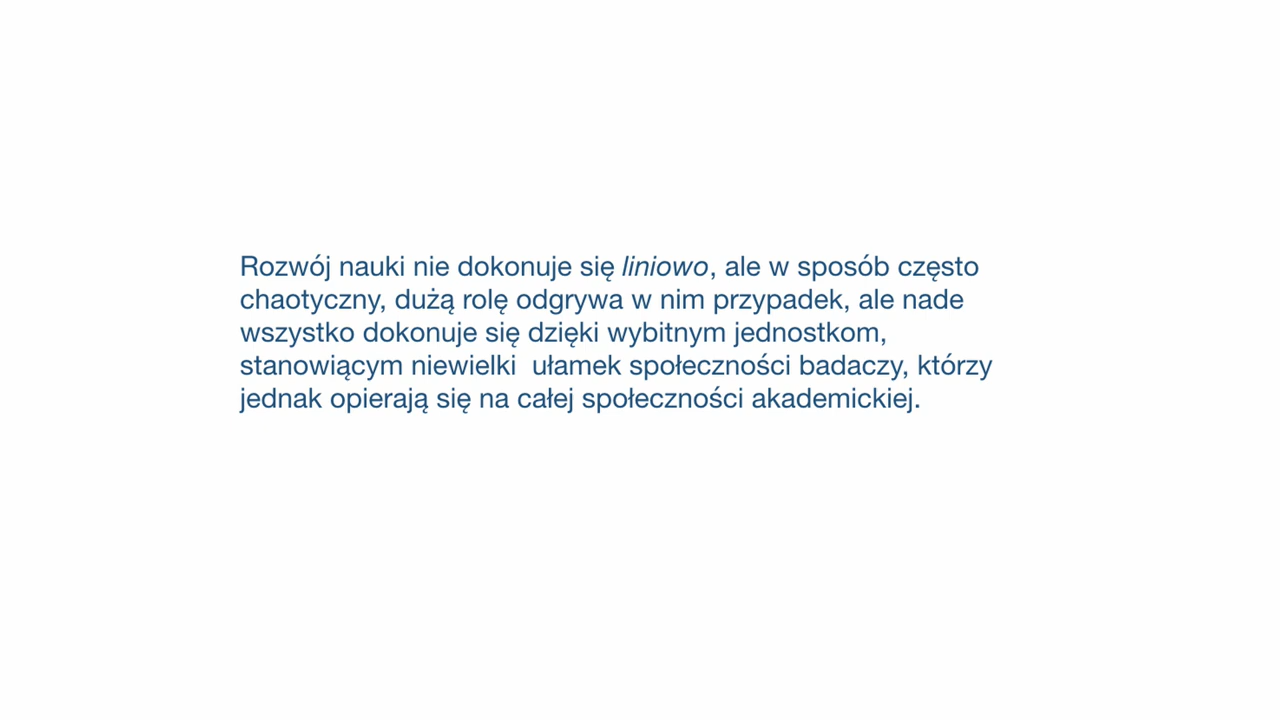 Rozwój nauki nie dokonuje się liniowo, ale w sposób często
chaotyczny, dużą rolę odgrywa w nim przypadek, ale nade
wszystko dokonuje się dzięki wybitnym jednostkom,
stanowiącym niewielki  ułamek społeczności badaczy, którzy
jednak opierają się na całej społeczności akademickiej.